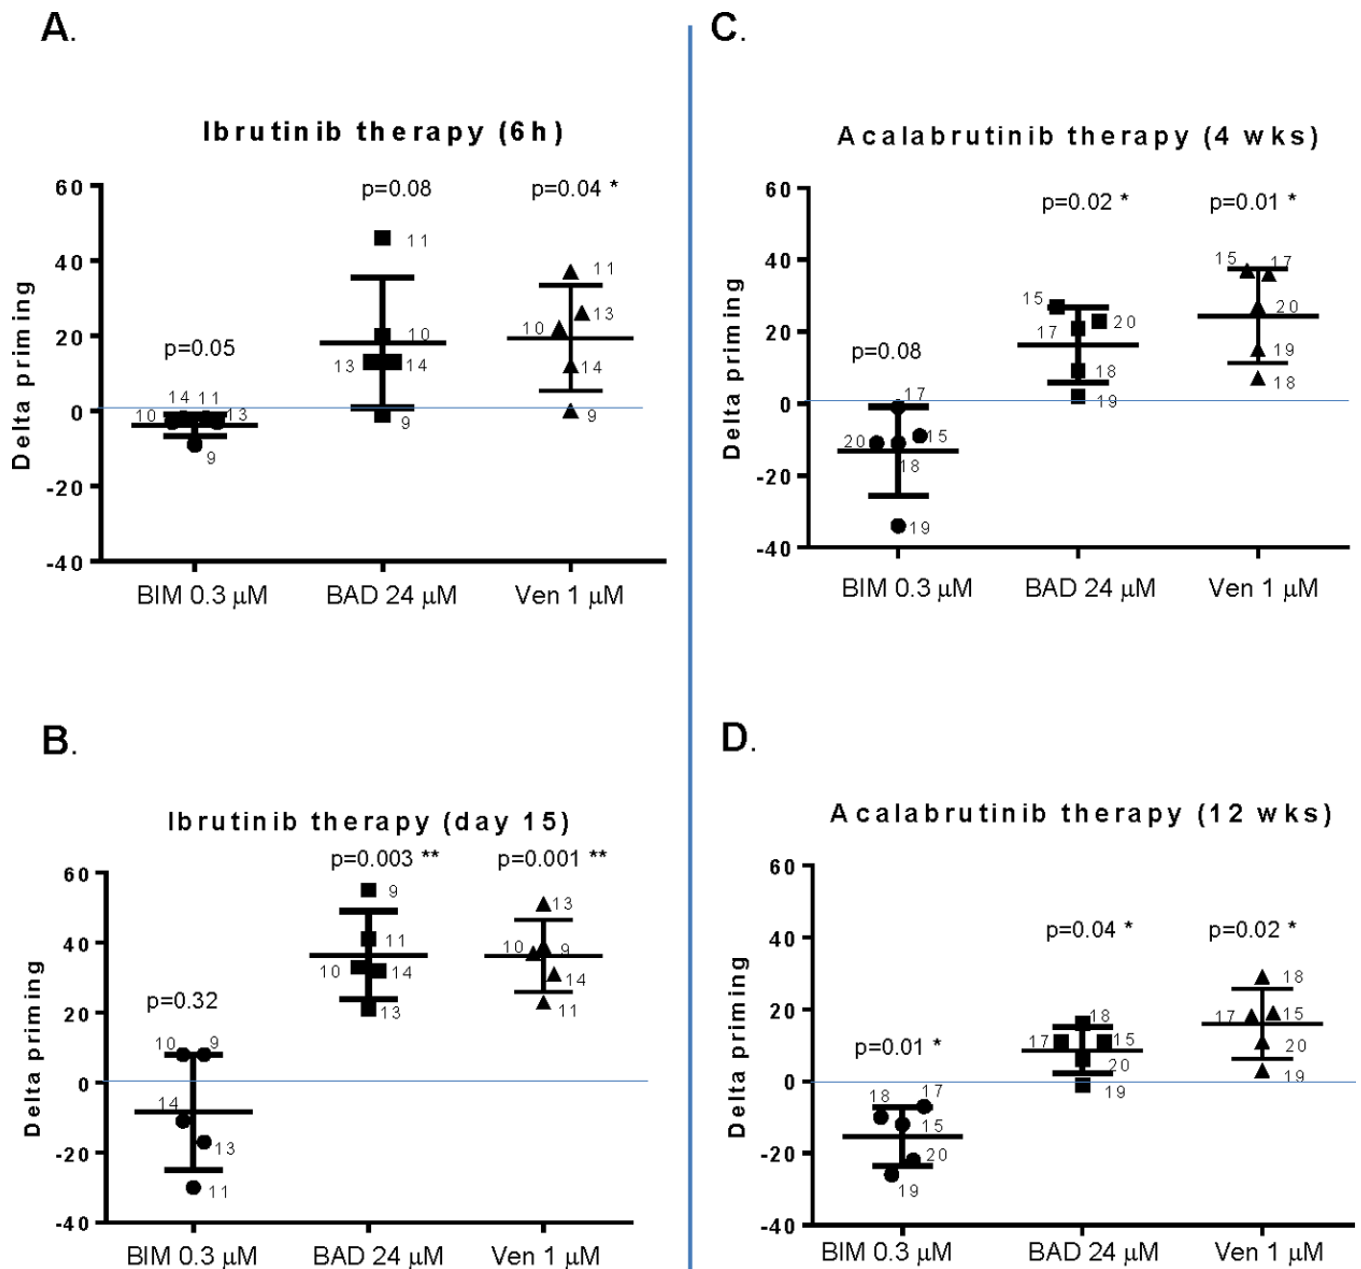 A.
Ibrutinib therapy (6h)
Delta priming
60
40
20
0
-20
-40
p=0.05
p=0.08
p=0.04 *
14 11
10
13
9
11
10
13
14
9
11
13
10
14
9
BIM 0.3 µM
BAD 24 µM
Ven 1 µM
B.
Ibrutinib therapy (day 15)
Delta priming
60
40
20
0
-20
-40
p=0.32
p=0.003 **
p=0.001 **
10
9
14
13
11
9
11
10
14
13
13
10
9
14
11
BIM 0.3 µM
BAD 24 µM
Ven 1 µM
C.
Acalabrutinib therapy (4 wks)
Delta priming
60
40
20
0
-20
-40
p=0.08
p=0.02 *
p=0.01 *
17
20
15
18
19
15
20
17
18
19
15
17
20
19
18
BIM 0.3 µM
BAD 24 µM
Ven 1 µM
D.
Acalabrutinib therapy (12 wks)
Delta priming
60
40
20
0
-20
-40
p=0.01 *
p=0.04 *
p=0.02 *
18
17
15
20
19
18
17
15
20
19
18
17
15
20
19
BIM 0.3 µM
BAD 24 µM
Ven 1 µM